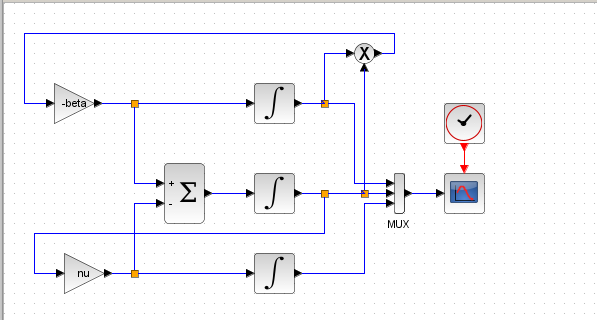 X
-beta
∫
+
-
Σ
∫
MUX
nu
∫